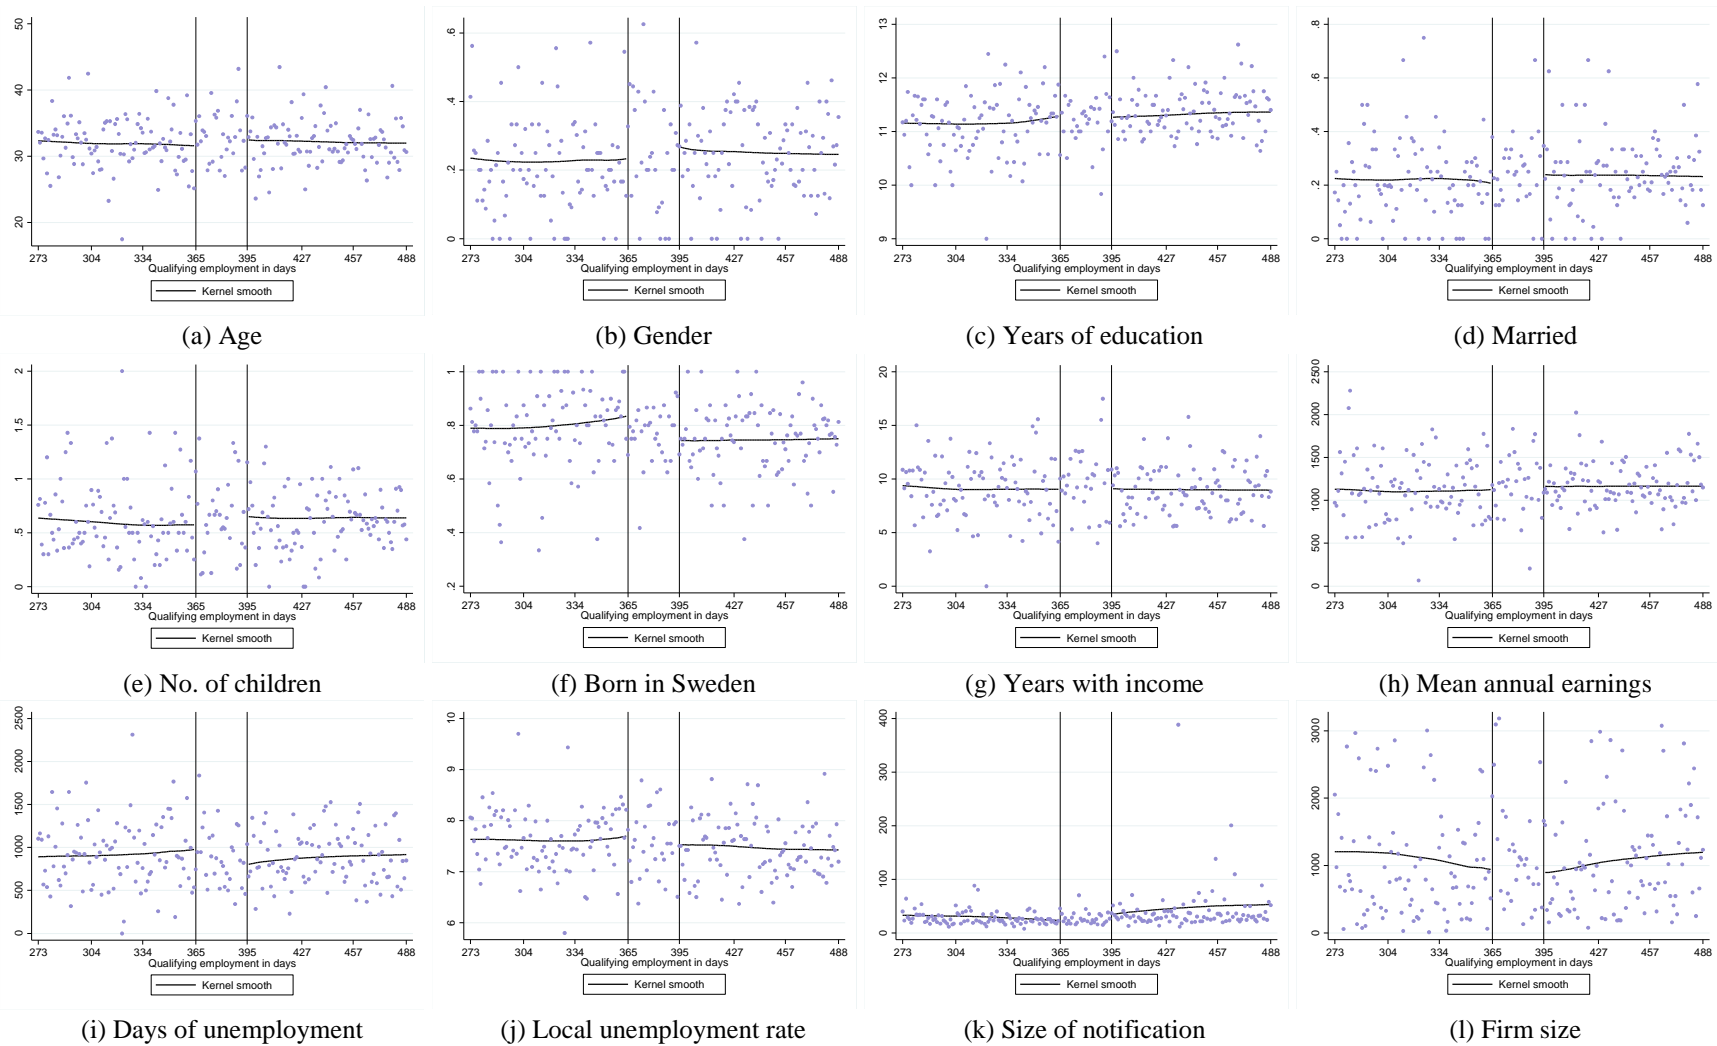 50
40
30
20
273 304 334 365 395 427 457 488
Qualifying employment in days
Kernel smooth
(a) Age
.6
.4
.2
0
273 304 334 365 395 427 457 488
Qualifying employment in days
Kernel smooth
(b) Gender
13
12
11
10
9
273 304 334 365 395 427 457 488
Qualifying employment in days
Kernel smooth
(c) Years of education
.8
.6
.4
.2
0
273 304 334 365 395 427 457 488
Qualifying employment in days
Kernel smooth
(d) Married
2
1.5
1
.5
0
273 304 334 365 395 427 457 488
Qualifying employment in days
Kernel smooth
(e) No. of children
1
.8
.6
.4
.2
273 304 334 365 395 427 457 488
Qualifying employment in days
Kernel smooth
(f) Born in Sweden
20
15
10
5
0
273 304 334 365 395 427 457 488
Qualifying employment in days
Kernel smooth
(g) Years with income
2500
2000
1500
1000
500
0
273 304 334 365 395 427 457 488
Qualifying employment in days
Kernel smooth
(h) Mean annual earnings
2500
2000
1500
1000
500
0
273 304 334 365 395 427 457 488
Qualifying employment in days
Kernel smooth
(i) Days of unemployment
10
9
8
7
6
273 304 334 365 395 427 457 488
Qualifying employment in days
Kernel smooth
(j) Local unemployment rate
400
300
200
100
0
273 304 334 365 395 427 457 488
Qualifying employment in days
Kernel smooth
(k) Size of notification
3000
2000
1000
0
273 304 334 365 395 427 457 488
Qualifying employment in days
Kernel smooth
(l) Firm size